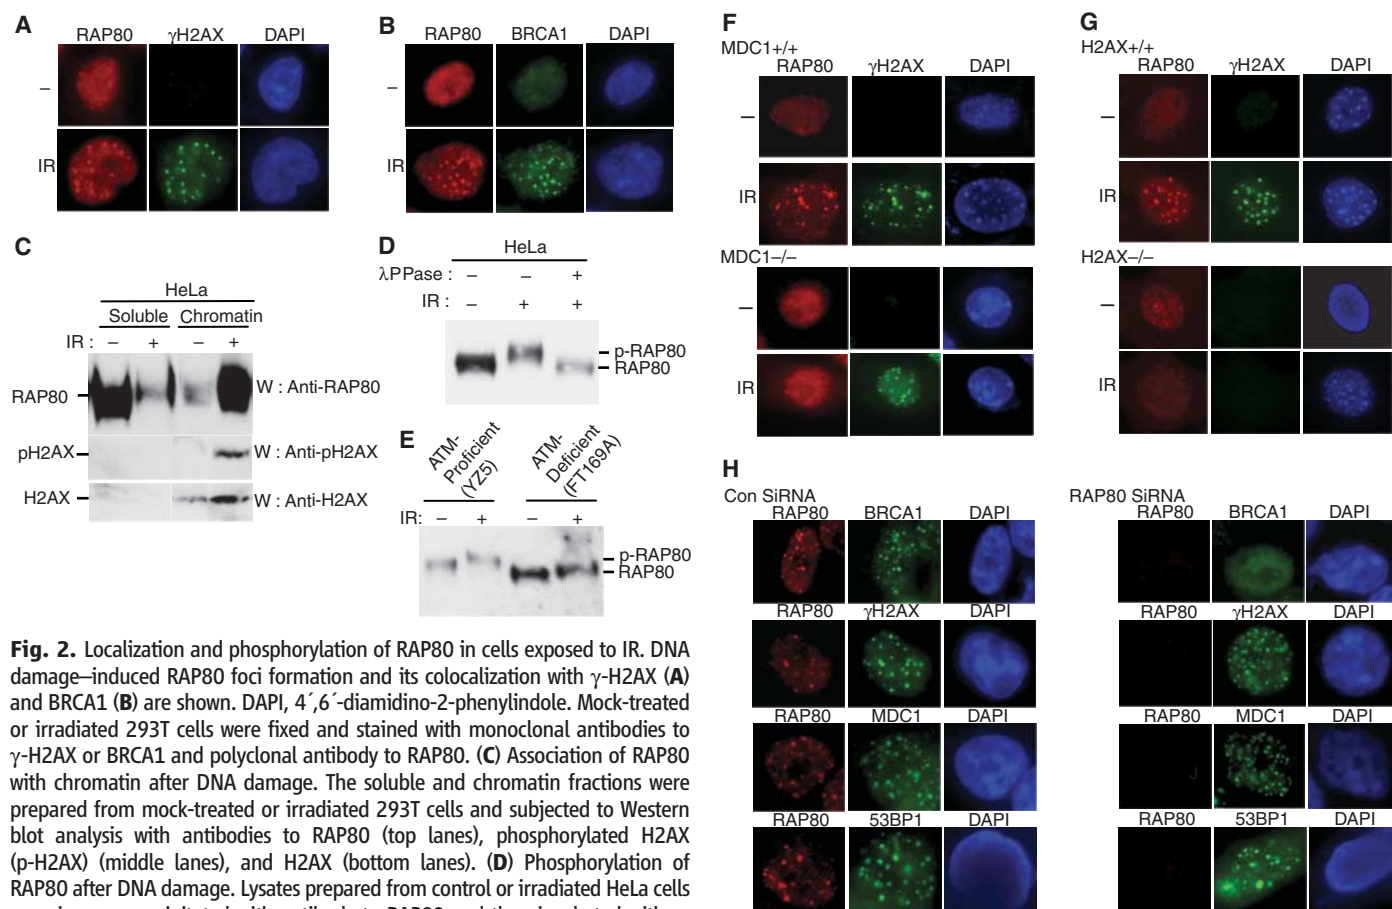 A
RAP80 γH2AX DAPI
–
IR
B
RAP80 BRCA1 DAPI
–
IR
C
HeLa
Soluble Chromatin
IR : – + – +
RAP80 W : Anti-RAP80
pH2AX W : Anti-pH2AX
H2AX W : Anti-H2AX
D
HeLa
λPPase : – – +
IR : – + +
p-RAP80
RAP80
E
ATM-
Proficient
(YZ5)
ATM-
Deficient
(FT169A)
IR: – + – +
p-RAP80
RAP80
Fig. 2. Localization and phosphorylation of RAP80 in cells exposed to IR. DNA
damage–induced RAP80 foci formation and its colocalization with γ-H2AX (A)
and BRCA1 (B) are shown. DAPI, 4´,6´-diamidino-2-phenylindole. Mock-treated
or irradiated 293T cells were fixed and stained with monoclonal antibodies to
γ-H2AX or BRCA1 and polyclonal antibody to RAP80. (C) Association of RAP80
with chromatin after DNA damage. The soluble and chromatin fractions were
prepared from mock-treated or irradiated 293T cells and subjected to Western
blot analysis with antibodies to RAP80 (top lanes), phosphorylated H2AX
(p-H2AX) (middle lanes), and H2AX (bottom lanes). (D) Phosphorylation of
RAP80 after DNA damage. Lysates prepared from control or irradiated HeLa cells
F
MDC1+/+
RAP80 γH2AX DAPI
–
IR
MDC1–/–
–
IR
G
H2AX+/+
RAP80 γH2AX DAPI
–
IR
H2AX–/–
–
IR
H
Con SiRNA
RAP80 BRCA1 DAPI
RAP80 γH2AX DAPI
RAP80 MDC1 DAPI
RAP80 53BP1 DAPI
RAP80 SiRNA
RAP80 BRCA1 DAPI
RAP80 γH2AX DAPI
RAP80 MDC1 DAPI
RAP80 53BP1 DAPI